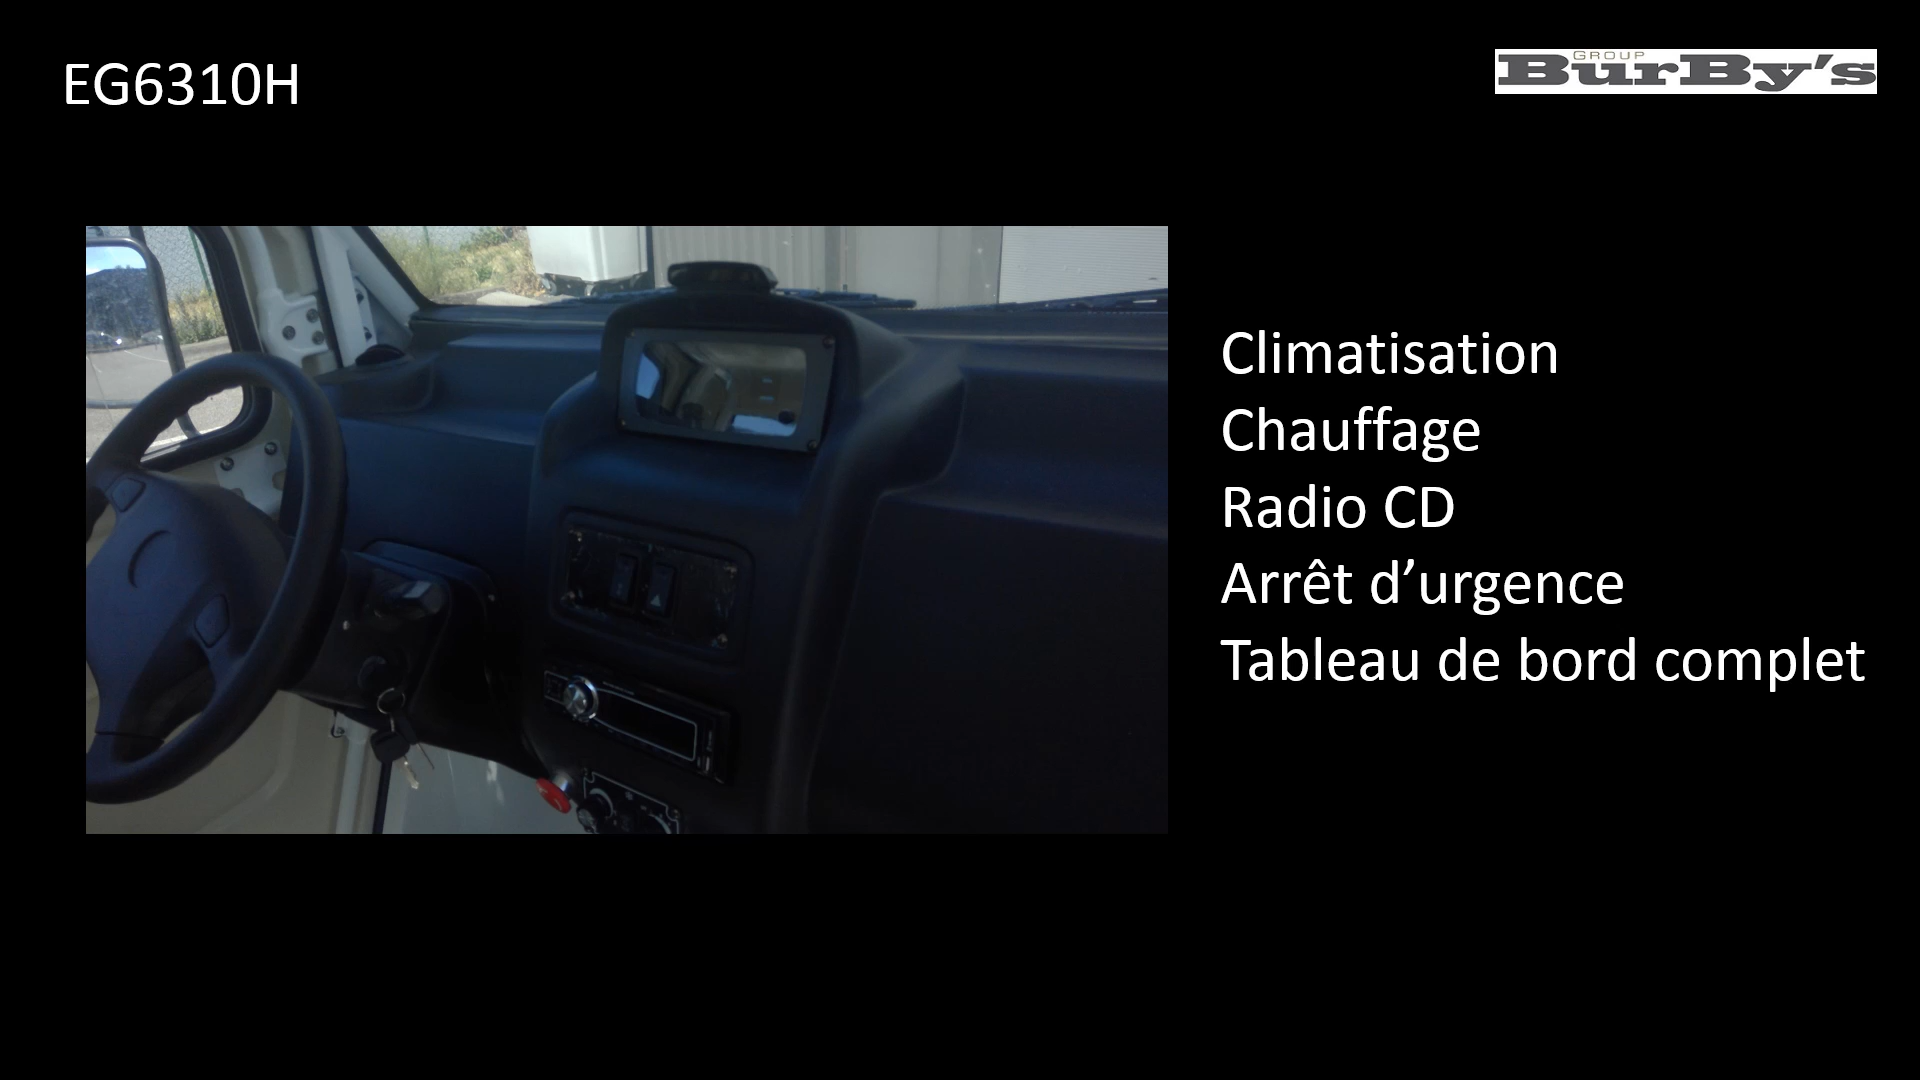 EG6310H
GROUP
BurBy's
Climatisation
Chauffage
Radio CD
Arrêt d’urgence
Tableau de bord complet